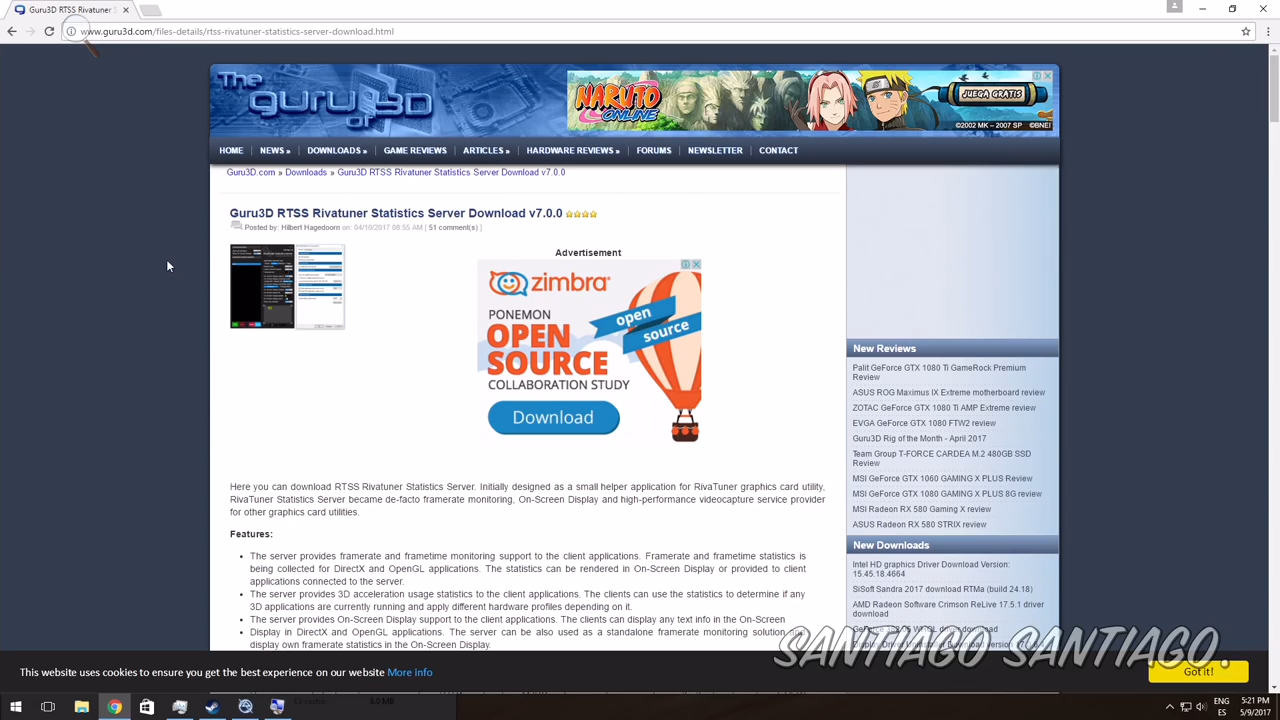 Guru3D RTSS Rivatuner S
www.guru3d.com/files-details/rtss-rivatuner-statistics-server-download.html
The guru of 3D
NARUTO ONLINE
JUEGA GRATIS
©2002 MK – 2007 SP ©BNEI
HOME NEWS » DOWNLOADS » GAME REVIEWS ARTICLES » HARDWARE REVIEWS » FORUMS NEWSLETTER CONTACT
Guru3D.com » Downloads » Guru3D RTSS Rivatuner Statistics Server Download v7.0.0
Guru3D RTSS Rivatuner Statistics Server Download v7.0.0
Posted by: Hilbert Hagedoorn on: 04/10/2017 08:55 AM [ 51 comment(s) ]
Advertisement
zimbra
PONEMON
OPEN
SOURCE
COLLABORATION STUDY
open
source
Download
Here you can download RTSS Rivatuner Statistics Server. Initially designed as a small helper application for RivaTuner graphics card utility,
RivaTuner Statistics Server became de-facto framerate monitoring, On-Screen Display and high-performance videocapture service provider
for other graphics card utilities.
Features:
• The server provides framerate and frametime monitoring support to the client applications. Framerate and frametime statistics is
being collected for DirectX and OpenGL applications. The statistics can be rendered in On-Screen Display or provided to client
applications connected to the server.
• The server provides 3D acceleration usage statistics to the client applications. The clients can use the statistics to determine if any
3D applications are currently running and apply different hardware profiles depending on it.
• The server provides On-Screen Display support to the client applications. The clients can display any text info in the On-Screen
• Display in DirectX and OpenGL applications. The server can be also used as a standalone framerate monitoring solution
display own framerate statistics in the On-Screen Display.
New Reviews
Palit GeForce GTX 1080 Ti GameRock Premium
Review
ASUS ROG Maximus IX Extreme motherboard review
ZOTAC GeForce GTX 1080 Ti AMP Extreme review
EVGA GeForce GTX 1080 FTW2 review
Guru3D Rig of the Month - April 2017
Team Group T-FORCE CARDEA M.2 480GB SSD
Review
MSI GeForce GTX 1060 GAMING X PLUS Review
MSI GeForce GTX 1080 GAMING X PLUS 8G review
MSI Radeon RX 580 Gaming X review
ASUS Radeon RX 580 STRIX review
New Downloads
Intel HD graphics Driver Download Version:
15.45.18.4664
SiSoft Sandra 2017 download RTMa (build 24.18)
AMD Radeon Software Crimson ReLive 17.5.1 driver
download
SANTIAGO SANTIAGO.
This website uses cookies to ensure you get the best experience on our website More info
Got it!
ENG
ES
5:21 PM
5/9/2017